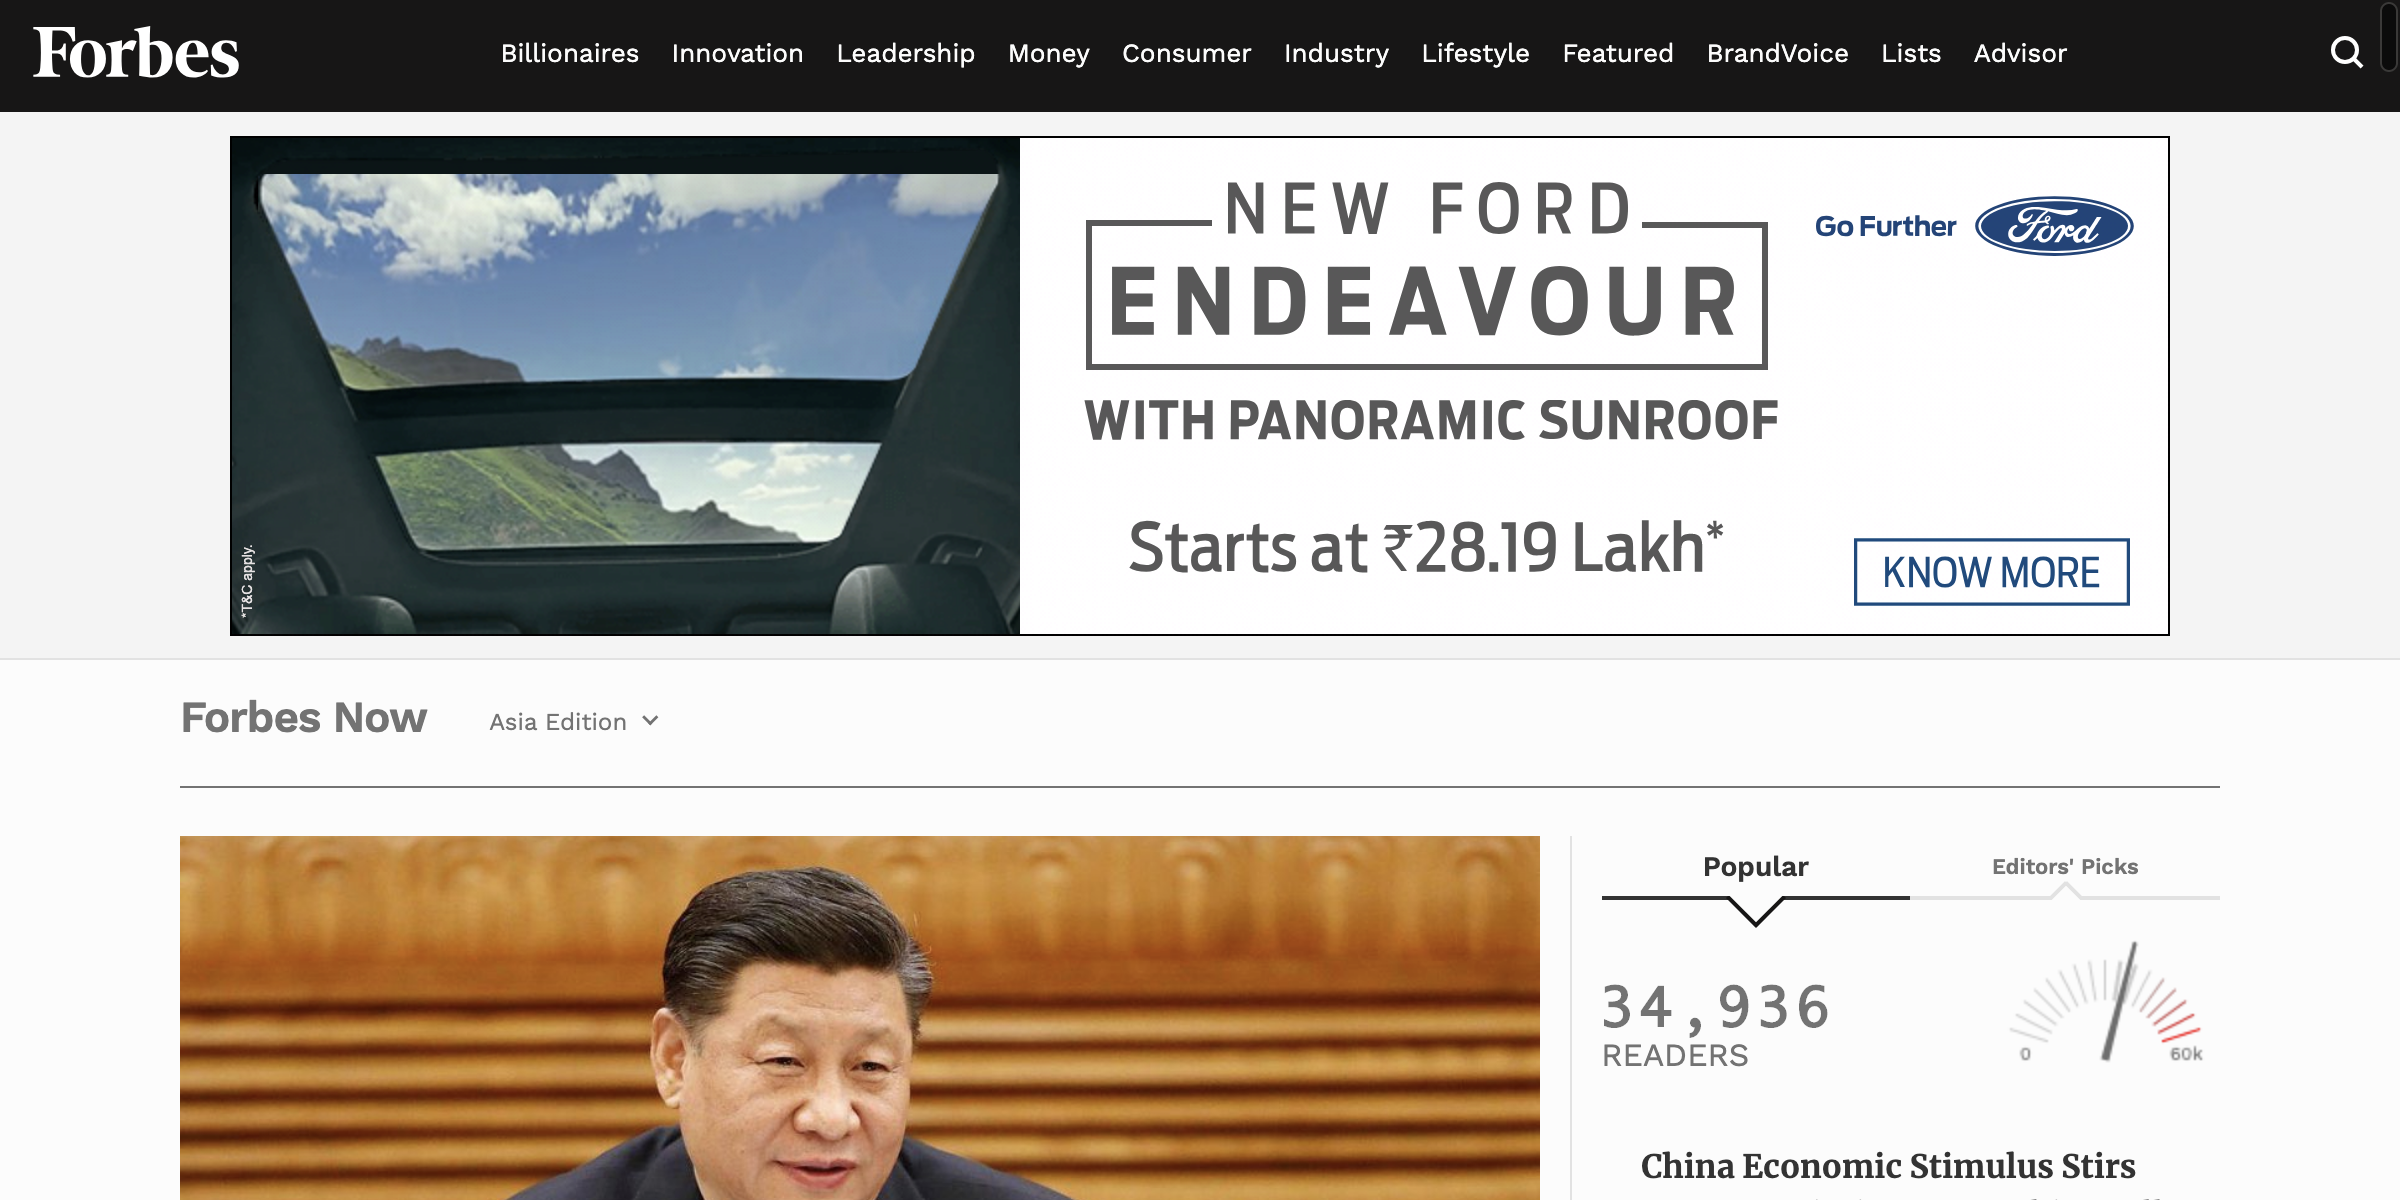 Forbes
Billionaires Innovation Leadership Money Consumer Industry Lifestyle Featured BrandVoice Lists Advisor
NEW FORD
ENDEAVOUR
WITH PANORAMIC SUNROOF
Starts at ₹28.19 Lakh*
Go Further Ford
KNOW MORE
*T&C apply.
Forbes Now Asia Edition
Popular Editors' Picks
34,936
READERS
0 60k
China Economic Stimulus Stirs